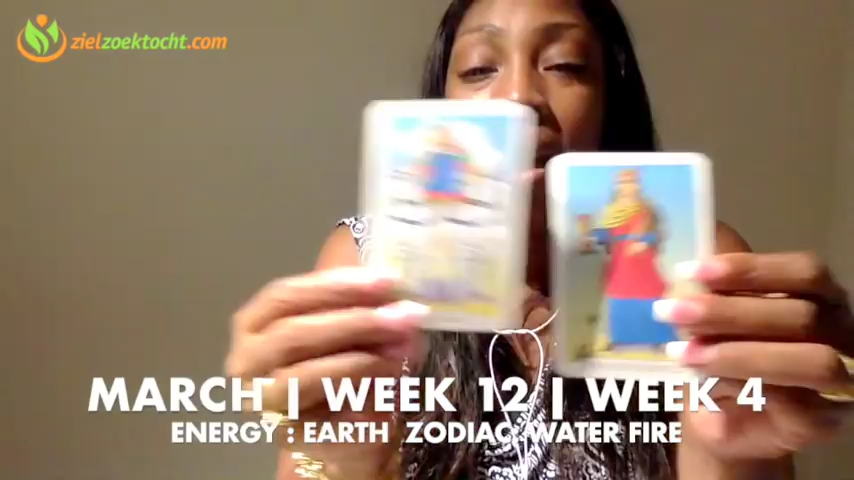 zielzoektocht.com
MARCH | WEEK 12 | WEEK 4
ENERGY : EARTH ZODIAC :WATER FIRE